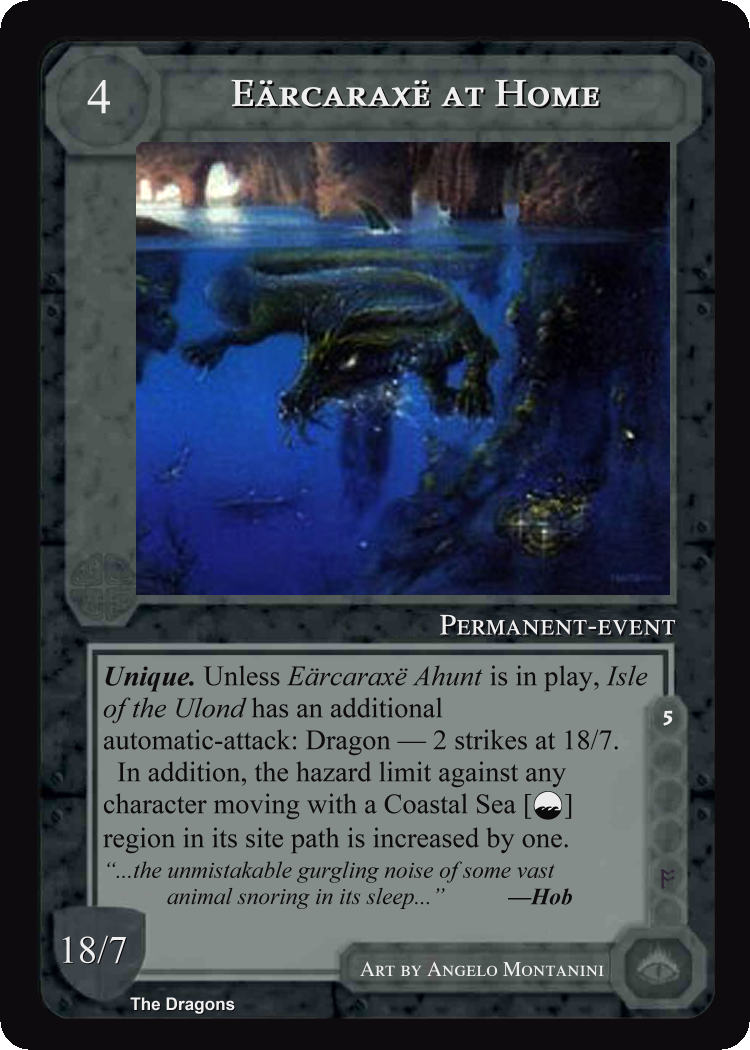 4
Eärcaraxë at Home
Permanent-event
Unique. Unless Eärcaraxë Ahunt is in play, Isle
of the Ulond has an additional
automatic-attack: Dragon — 2 strikes at 18/7.
In addition, the hazard limit against any
character moving with a Coastal Sea [ ]
region in its site path is increased by one.
5
“...the unmistakable gurgling noise of some vast
animal snoring in its sleep...” —Hob
18/7
Art by Angelo Montanini
The Dragons